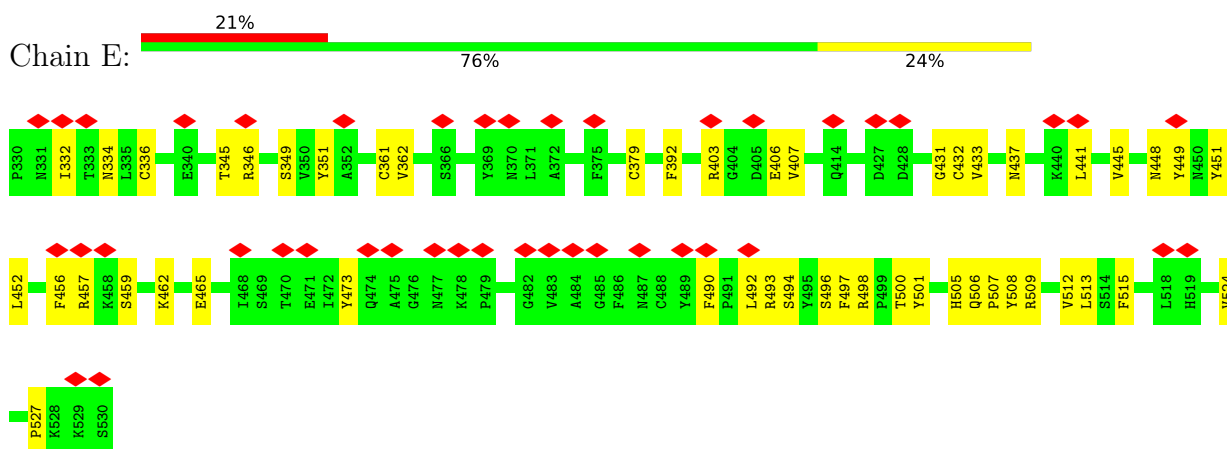 21%
Chain E:
76% 24%
P330 N331 I332 T333 N334 L335 C336 E340 T345 R346 S349 V350 Y351 A352 C361 V362 S366 Y369 N370 L371 A372 F375 C379 F392 R403 G404 D405 E406 V407 Q414 D427 D428 G431 C432 V433 N437 K440 L441 V445 N448 Y449 N450 Y451
L452 F456 R457 K458 S459 K462 E465 I468 S469 T470 E471 I472 Y473 Q474 A475 G476 N477 K478 P479 G482 V483 A484 G485 F486 N487 C488 Y489 F490 P491 L492 R493 S494 Y495 S496 F497 R498 P499 T500 Y501 H505 Q506 P507 Y508 R509 V512 L513 S514 F515 L518 H519
P527 K528 K529 S530